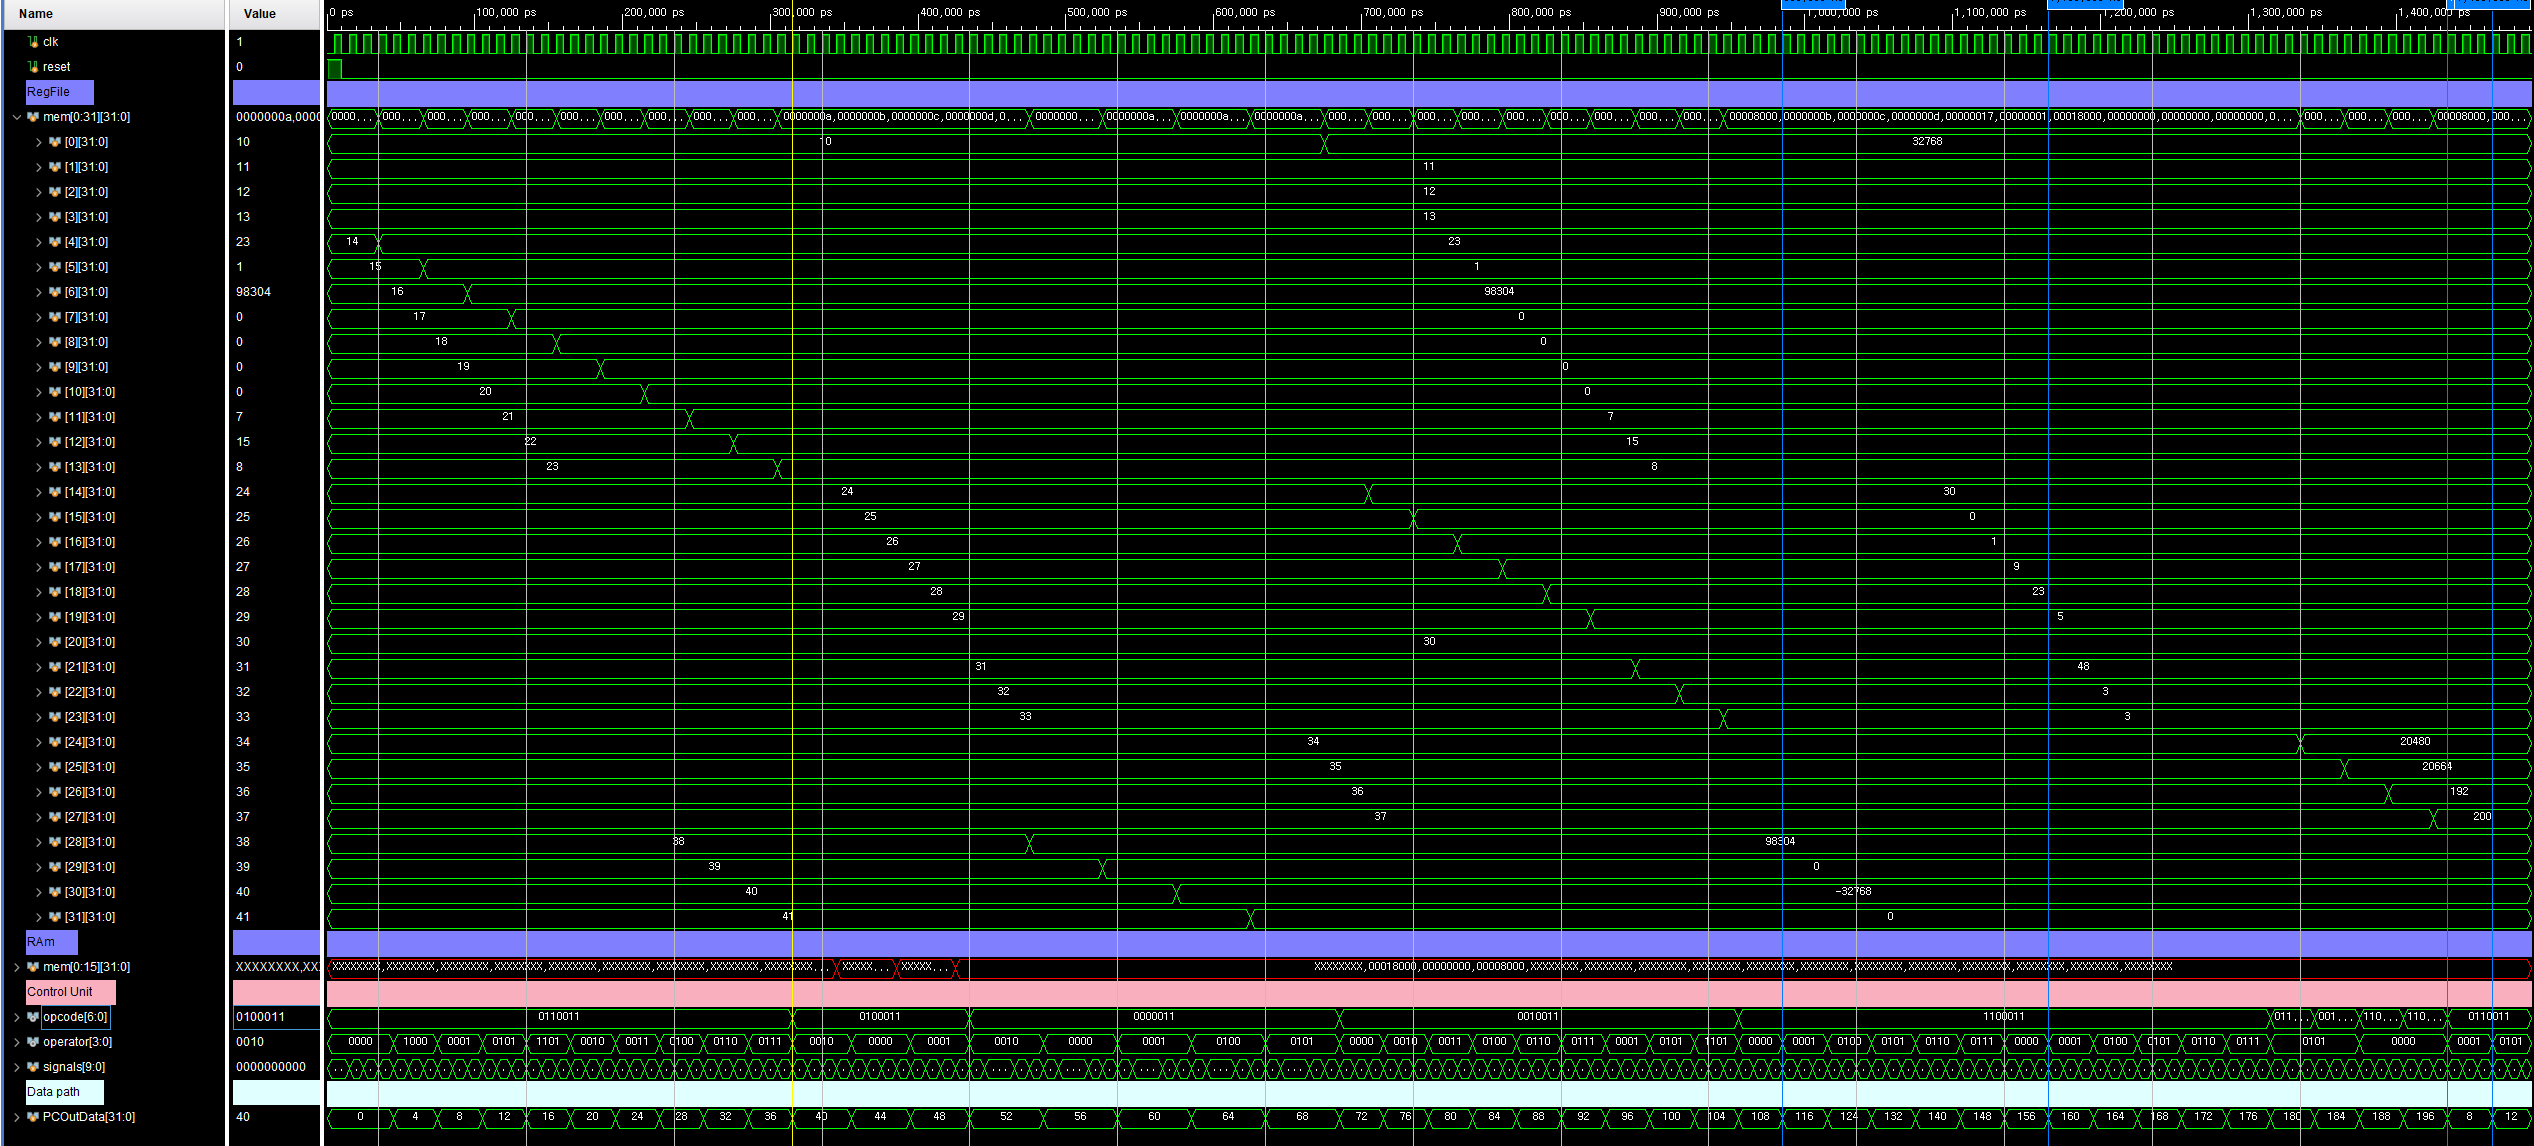 Name Value 0 ps 100,000 ps 200,000 ps 300,000 ps 400,000 ps 500,000 ps 600,000 ps 700,000 ps 800,000 ps 900,000 ps 1,000,000 ps 1,100,000 ps 1,200,000 ps 1,300,000 ps 1,400,000 ps
clk 1
reset 0
RegFile
mem[0:31][31:0] 0000000a,0000 0000... 000... 000... 000... 000... 000... 000... 000... 000... 000... 0000000a,0000000b,0000000c,0000000d,0... 0000000... 0000000a... 0000000a... 0000000a... 000... 000... 000... 000... 000... 000... 000... 000... 000... 00008000,0000000b,0000000c,0000000d,00000017,00000001,00018000,00000000,00000000,00000000,0... 000... 000... 000... 00008000,000...
[0][31:0] 10 10 32768
[1][31:0] 11 11
[2][31:0] 12 12
[3][31:0] 13 13
[4][31:0] 23 14 23
[5][31:0] 1 15 1
[6][31:0] 98304 16 98304
[7][31:0] 0 17 0
[8][31:0] 0 18 0
[9][31:0] 0 19 0
[10][31:0] 0 20 0
[11][31:0] 7 21 7
[12][31:0] 15 22 15
[13][31:0] 8 23 8
[14][31:0] 24 24 30
[15][31:0] 25 25 0
[16][31:0] 26 26 1
[17][31:0] 27 27 9
[18][31:0] 28 28 23
[19][31:0] 29 29 5
[20][31:0] 30 30
[21][31:0] 31 31 48
[22][31:0] 32 32 3
[23][31:0] 33 33 3
[24][31:0] 34 34 20480
[25][31:0] 35 35 20664
[26][31:0] 36 36 192
[27][31:0] 37 37 200
[28][31:0] 38 38 98304
[29][31:0] 39 39 0
[30][31:0] 40 40 -32768
[31][31:0] 41 41 0
RAm
mem[0:15][31:0] XXXXXXXX,XX XXXXXXXX,XXXXXXXX,XXXXXXXX,XXXXXXXX,XXXXXXXX,XXXXXXXX,XXXXXXXX,XXXXXXXX,XXXXXXXX... XXXXX... XXXXX... XXXXXXXX,00018000,00000000,00008000,XXXXXXXX,XXXXXXXX,XXXXXXXX,XXXXXXXX,XXXXXXXX,XXXXXXXX,XXXXXXXX,XXXXXXXX,XXXXXXXX,XXXXXXXX,XXXXXXXX,XXXXXXXX
Control Unit
opcode[6:0] 0100011 0110011 0100011 0000011 0010011 1100011 011... 001... 110... 110... 0110011
operator[3:0] 0010 0000 1000 0001 0101 1101 0010 0011 0100 0110 0111 0010 0000 0001 0010 0000 0001 0100 0101 0000 0010 0011 0100 0110 0111 0001 0101 1101 0000 0001 0100 0101 0110 0111 0000 0001 0100 0101 0110 0111 0101 0000 0001 0101
signals[9:0] 0000000000
Data path
PCOutData[31:0] 40 0 4 8 12 16 20 24 28 32 36 40 44 48 52 56 60 64 68 72 76 80 84 88 92 96 100 104 108 116 124 132 140 148 156 160 164 168 172 176 180 184 188 196 8 12